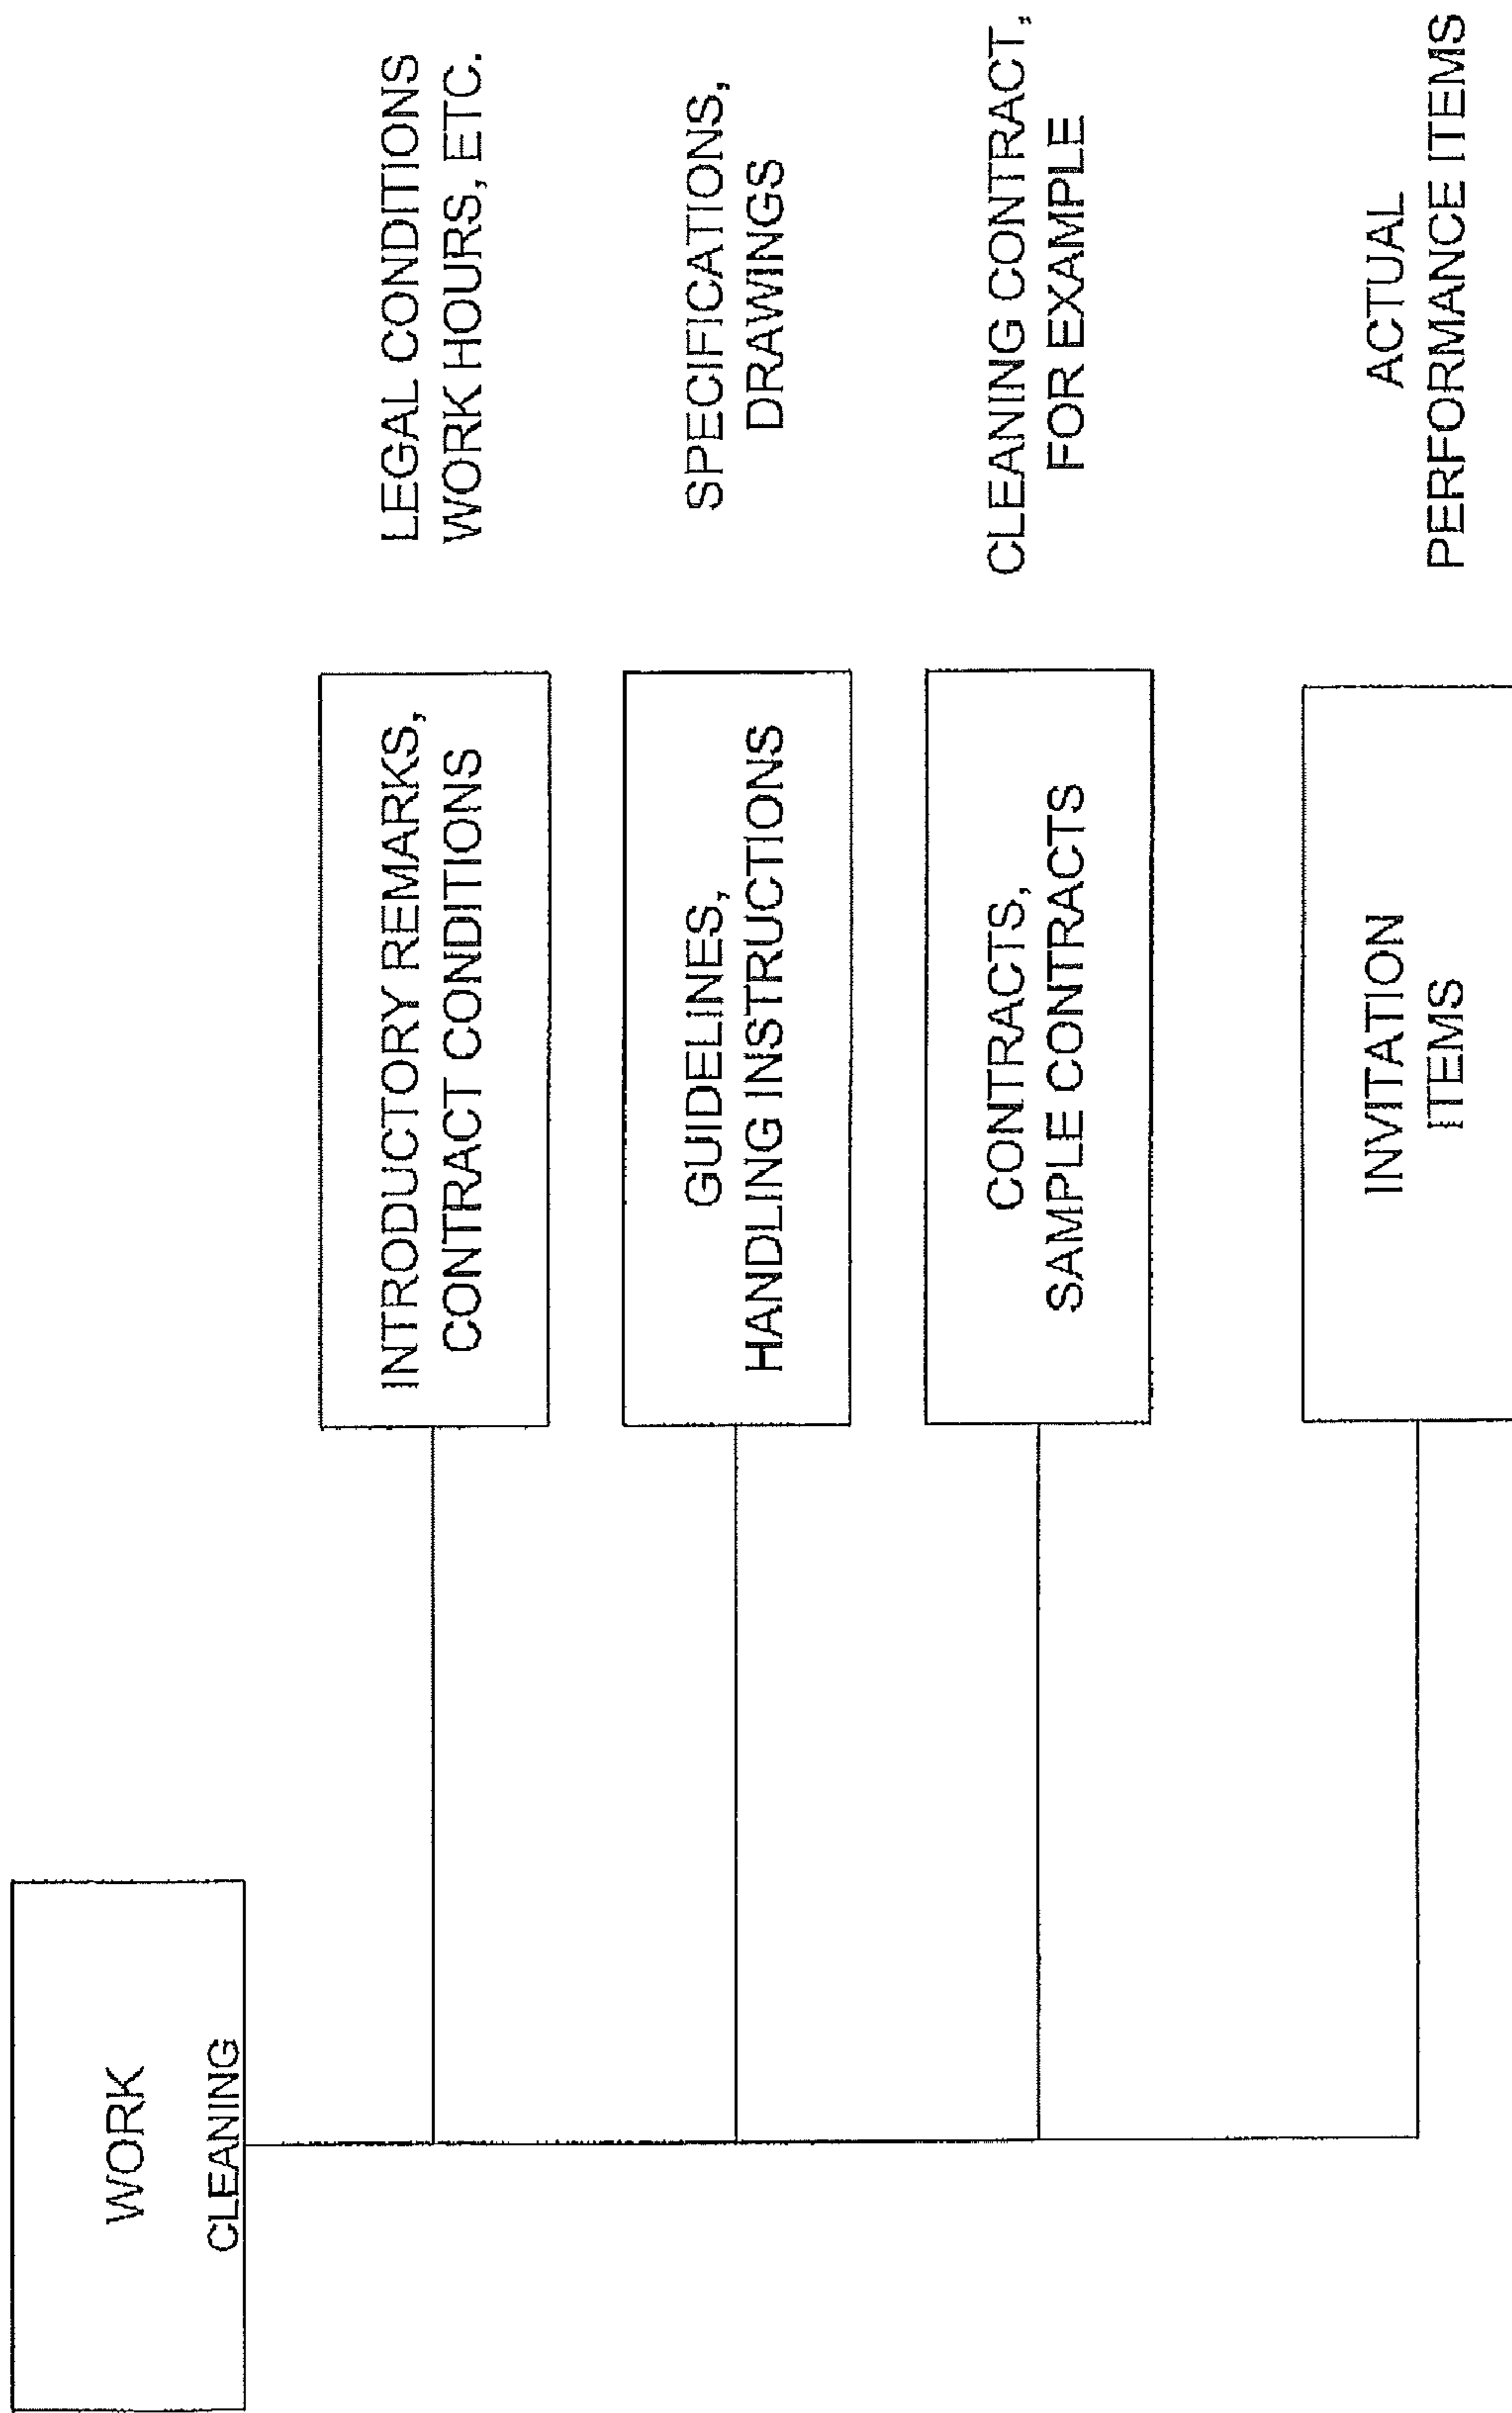 WORK
CLEANING
INTRODUCTORY REMARKS,
CONTRACT CONDITIONS
LEGAL CONDITIONS
WORK HOURS, ETC.
GUIDELINES,
HANDLING INSTRUCTIONS
SPECIFICATIONS,
DRAWINGS
CONTRACTS,
SAMPLE CONTRACTS
CLEANING CONTRACT,
FOR EXAMPLE
INVITATION
ITEMS
ACTUAL
PERFORMANCE ITEMS